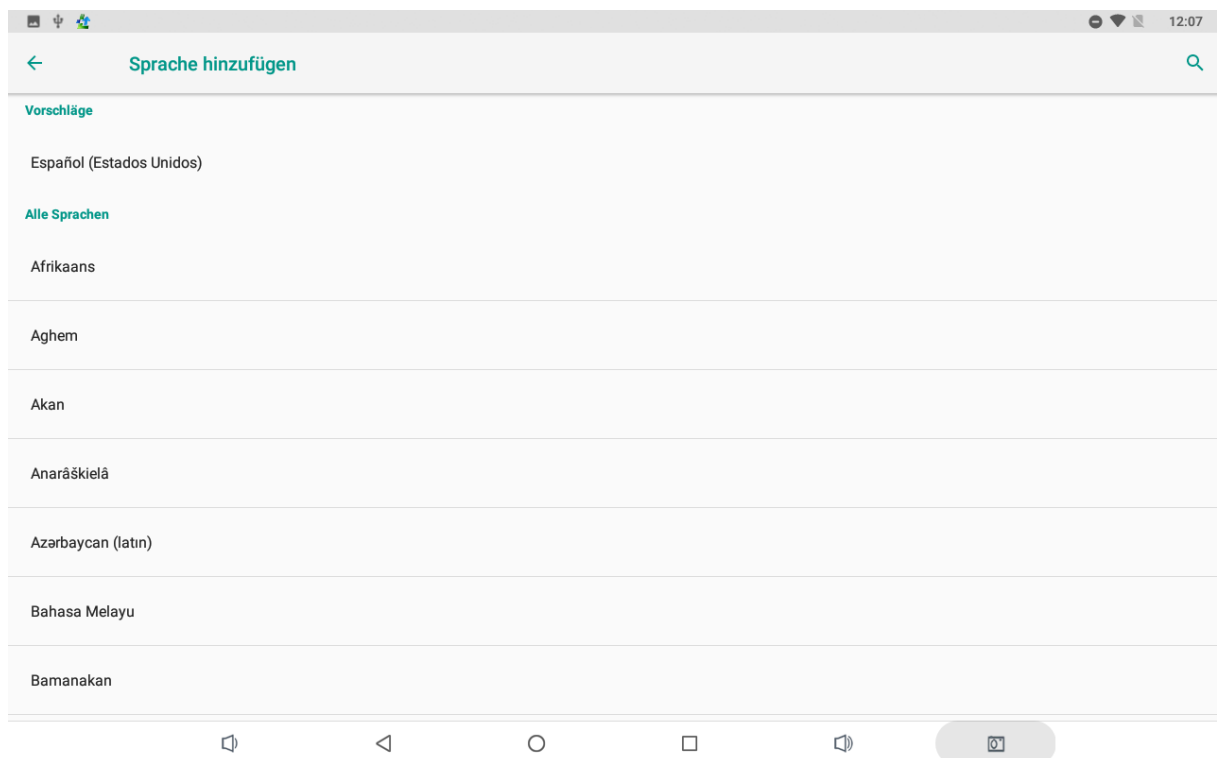 12:07
Sprache hinzufügen
Vorschläge
Español (Estados Unidos)
Alle Sprachen
Afrikaans
Aghem
Akan
Anarâškielâ
Azərbaycan (latın)
Bahasa Melayu
Bamanakan